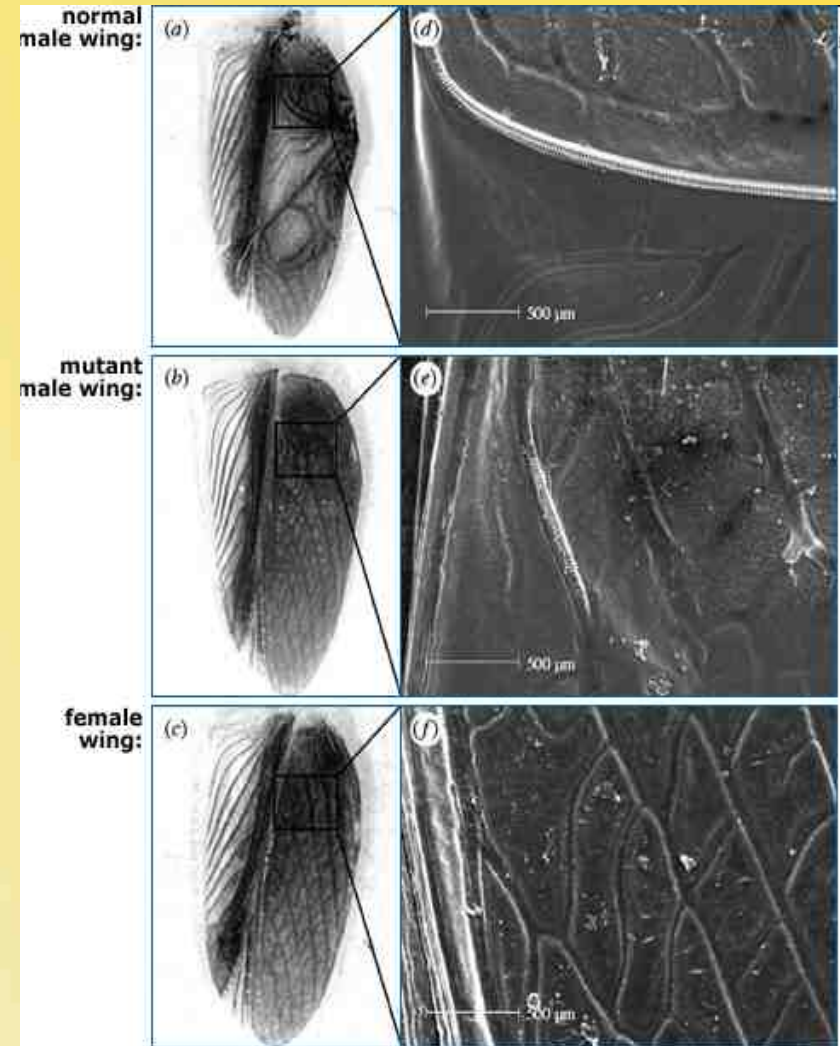 normal
male wing:
(a)
(d)
500 µm
mutant
male wing:
(b)
(e)
500 µm
female
wing:
(c)
(f)
500 µm